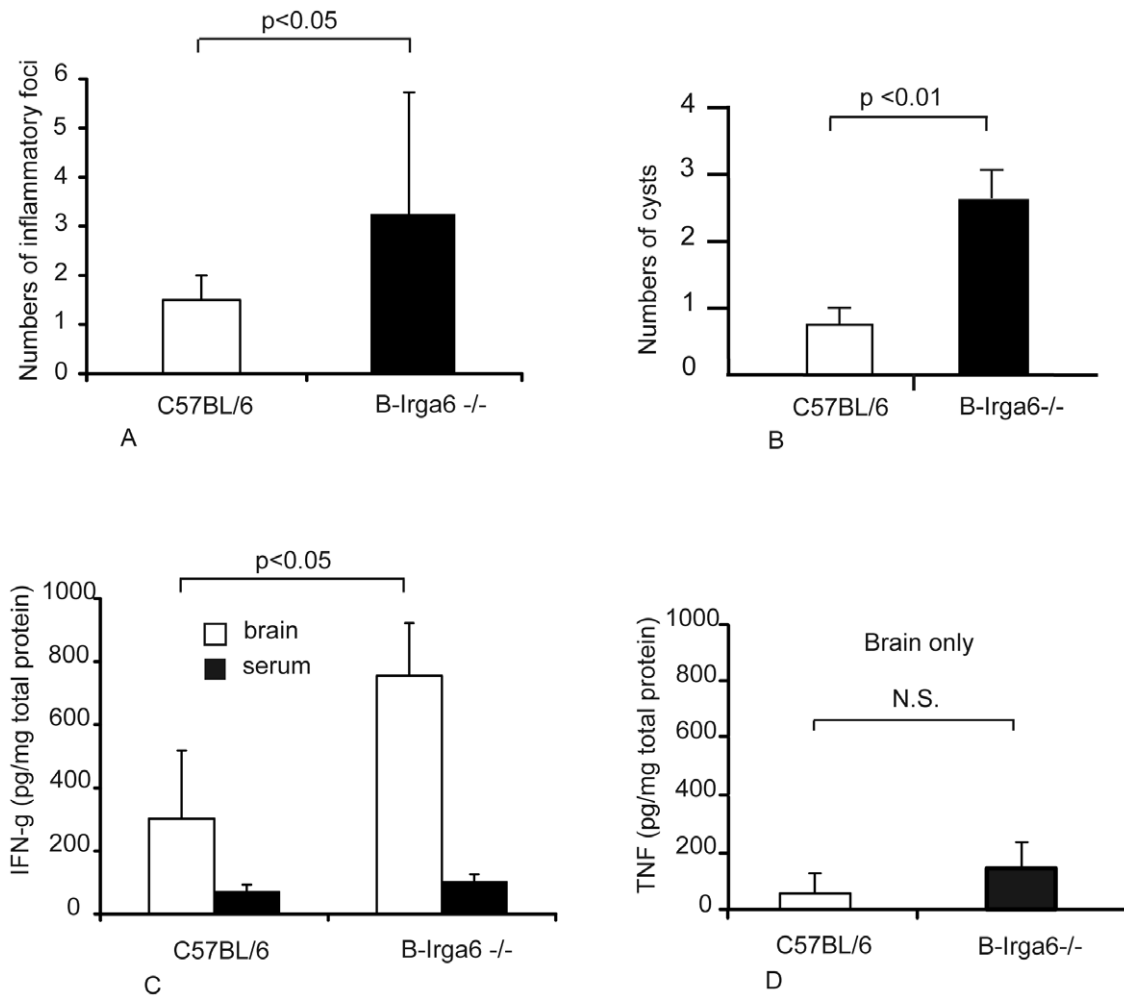 p<0.05
Numbers of inflammatory foci
6
5
4
3
2
1
0
C57BL/6
B-Irga6 -/-
A
p <0.01
Numbers of cysts
4
3
2
1
0
C57BL/6
B-Irga6-/-
B
p<0.05
IFN-g (pg/mg total protein)
1000
800
600
400
200
0
brain
serum
C57BL/6
B-Irga6 -/-
C
TNF (pg/mg total protein)
1000
800
600
400
200
0
Brain only
N.S.
C57BL/6
B-Irga6-/-
D